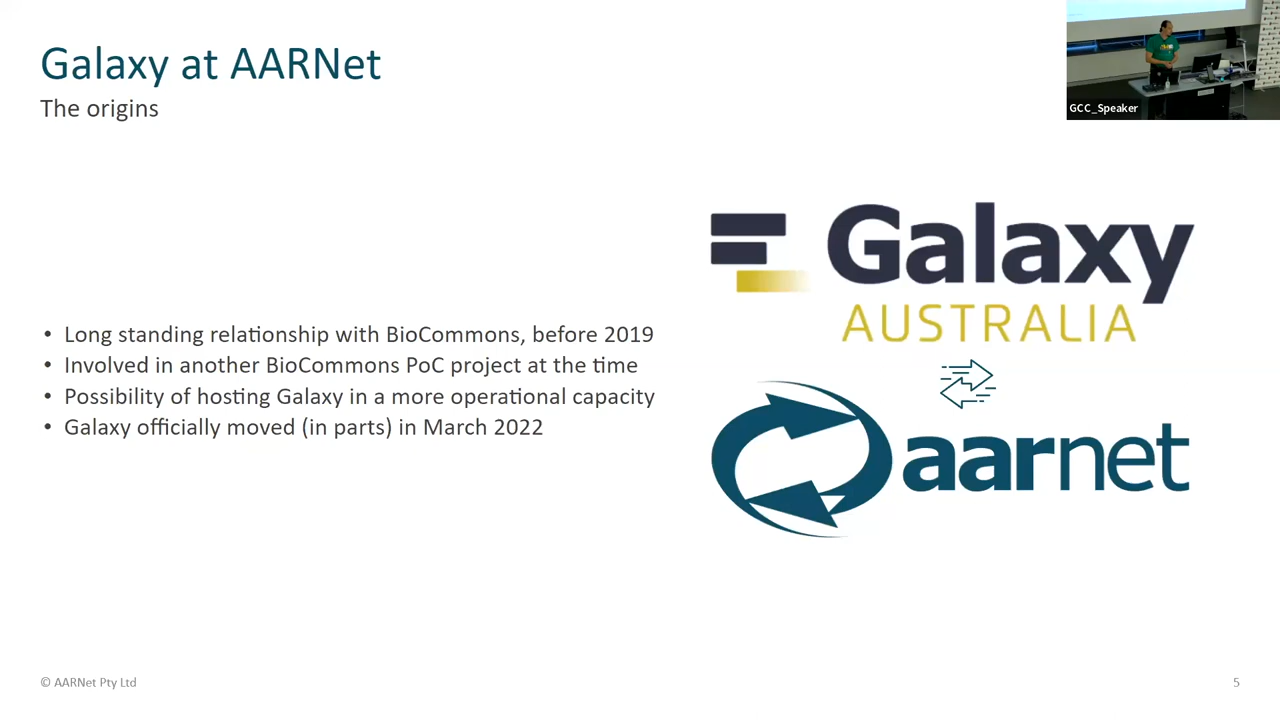 Galaxy at AARNet
The origins
GCC_Speaker
• Long standing relationship with BioCommons, before 2019
• Involved in another BioCommons PoC project at the time
• Possibility of hosting Galaxy in a more operational capacity
• Galaxy officially moved (in parts) in March 2022
Galaxy
AUSTRALIA
aarnet
© AARNet Pty Ltd
5